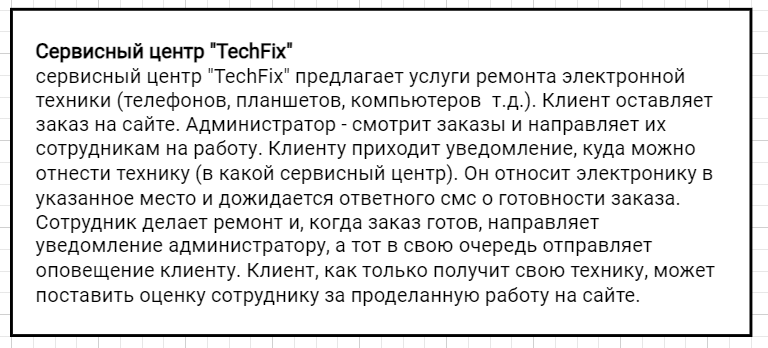 Сервисный центр "TechFix"
сервисный центр "TechFix" предлагает услуги ремонта электронной
техники (телефонов, планшетов, компьютеров  т.д.). Клиент оставляет
заказ на сайте. Администратор - смотрит заказы и направляет их
сотрудникам на работу. Клиенту приходит уведомление, куда можно
отнести технику (в какой сервисный центр). Он относит электронику в
указанное место и дожидается ответного смс о готовности заказа.
Сотрудник делает ремонт и, когда заказ готов, направляет
уведомление администратору, а тот в свою очередь отправляет
оповещение клиенту. Клиент, как только получит свою технику, может
поставить оценку сотруднику за проделанную работу на сайте.